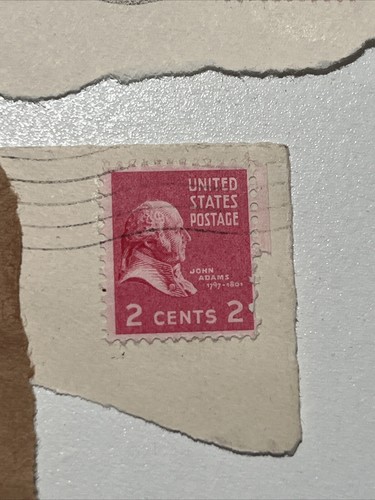 UNITED
STATES
POSTAGE
JOHN
ADAMS
1797-1801
2 CENTS 2